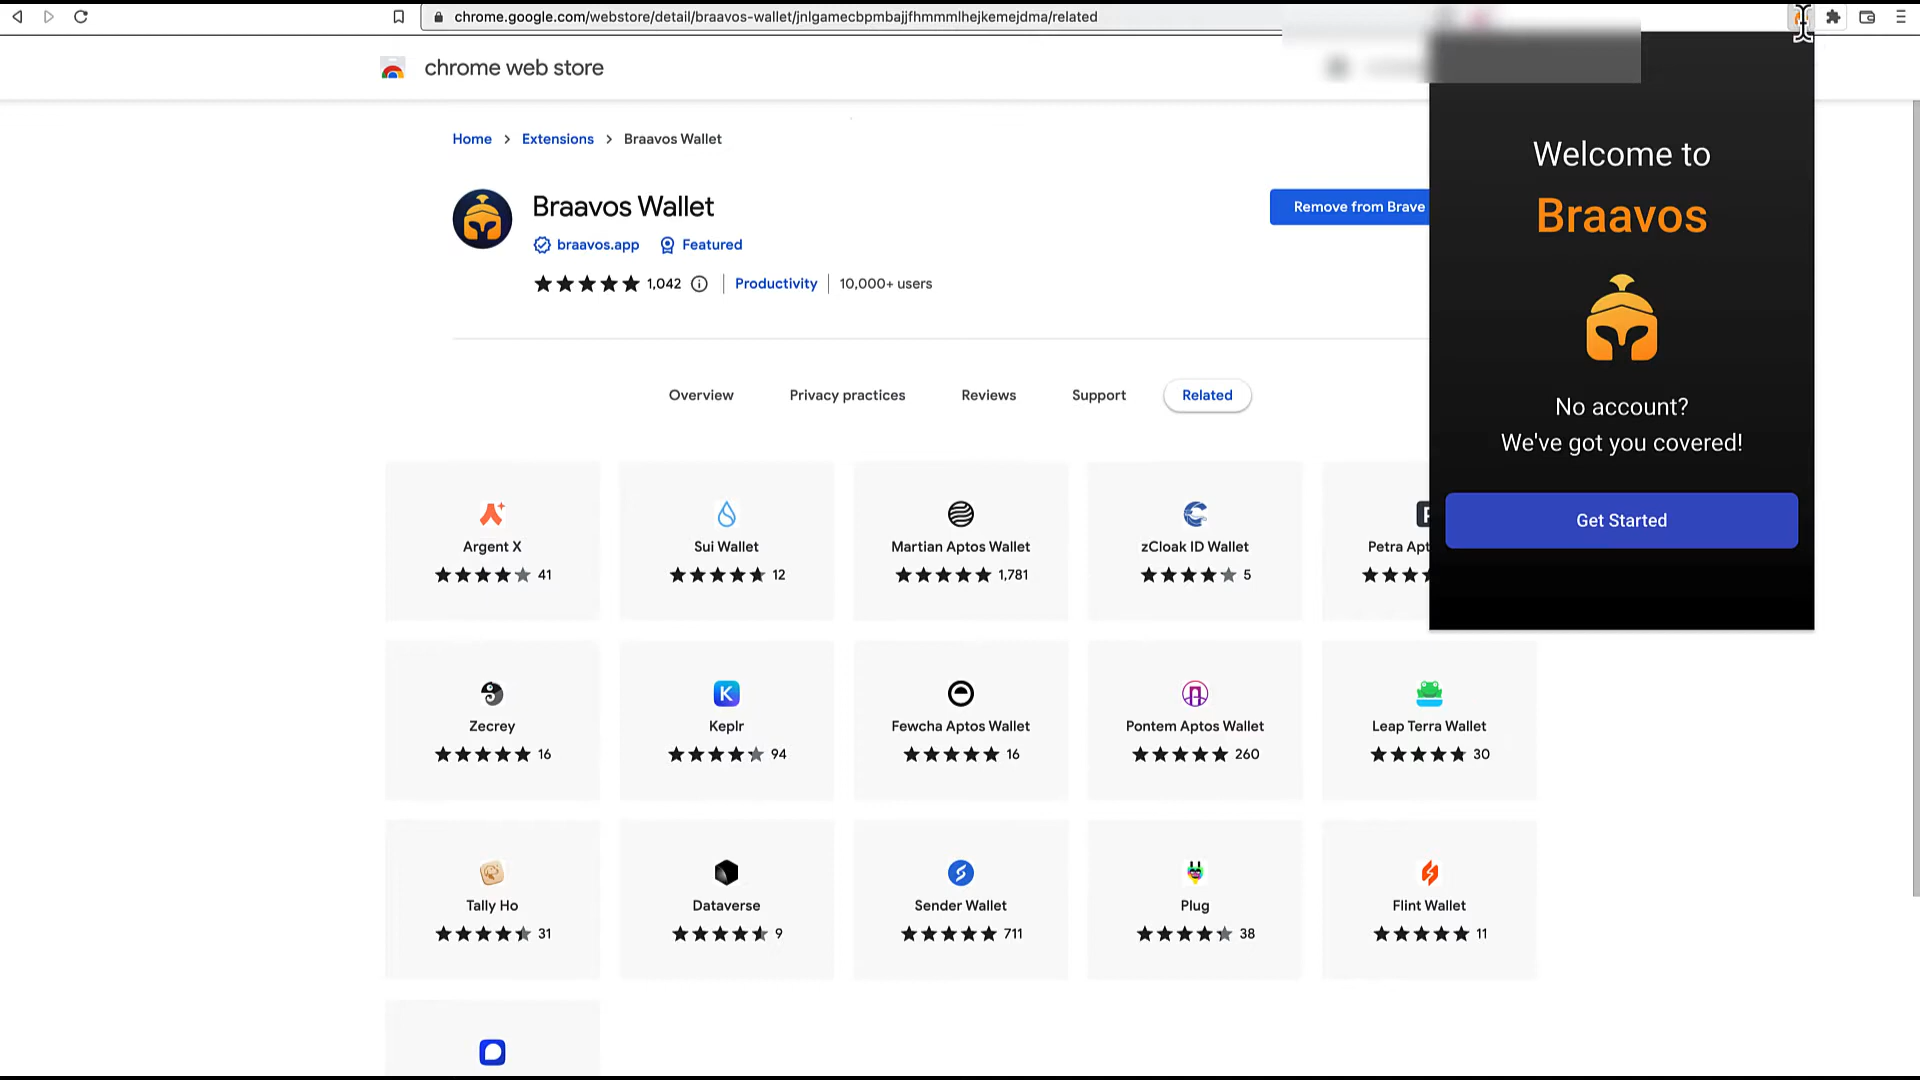 chrome.google.com/webstore/detail/braavos-wallet/jnlgamecbpmbajjfhmmmlhejkemejdma/related
chrome web store
Home > Extensions > Braavos Wallet
Braavos Wallet
Remove from Brave
braavos.app Featured
1,042 Productivity 10,000+ users
Overview Privacy practices Reviews Support Related
Welcome to
Braavos
No account?
We've got you covered!
Get Started
Argent X
41
Sui Wallet
12
Martian Aptos Wallet
1,781
zCloak ID Wallet
5
Petra Apt
Zecrey
16
Keplr
94
Fewcha Aptos Wallet
16
Pontem Aptos Wallet
260
Leap Terra Wallet
30
Tally Ho
31
Dataverse
9
Sender Wallet
711
Plug
38
Flint Wallet
11